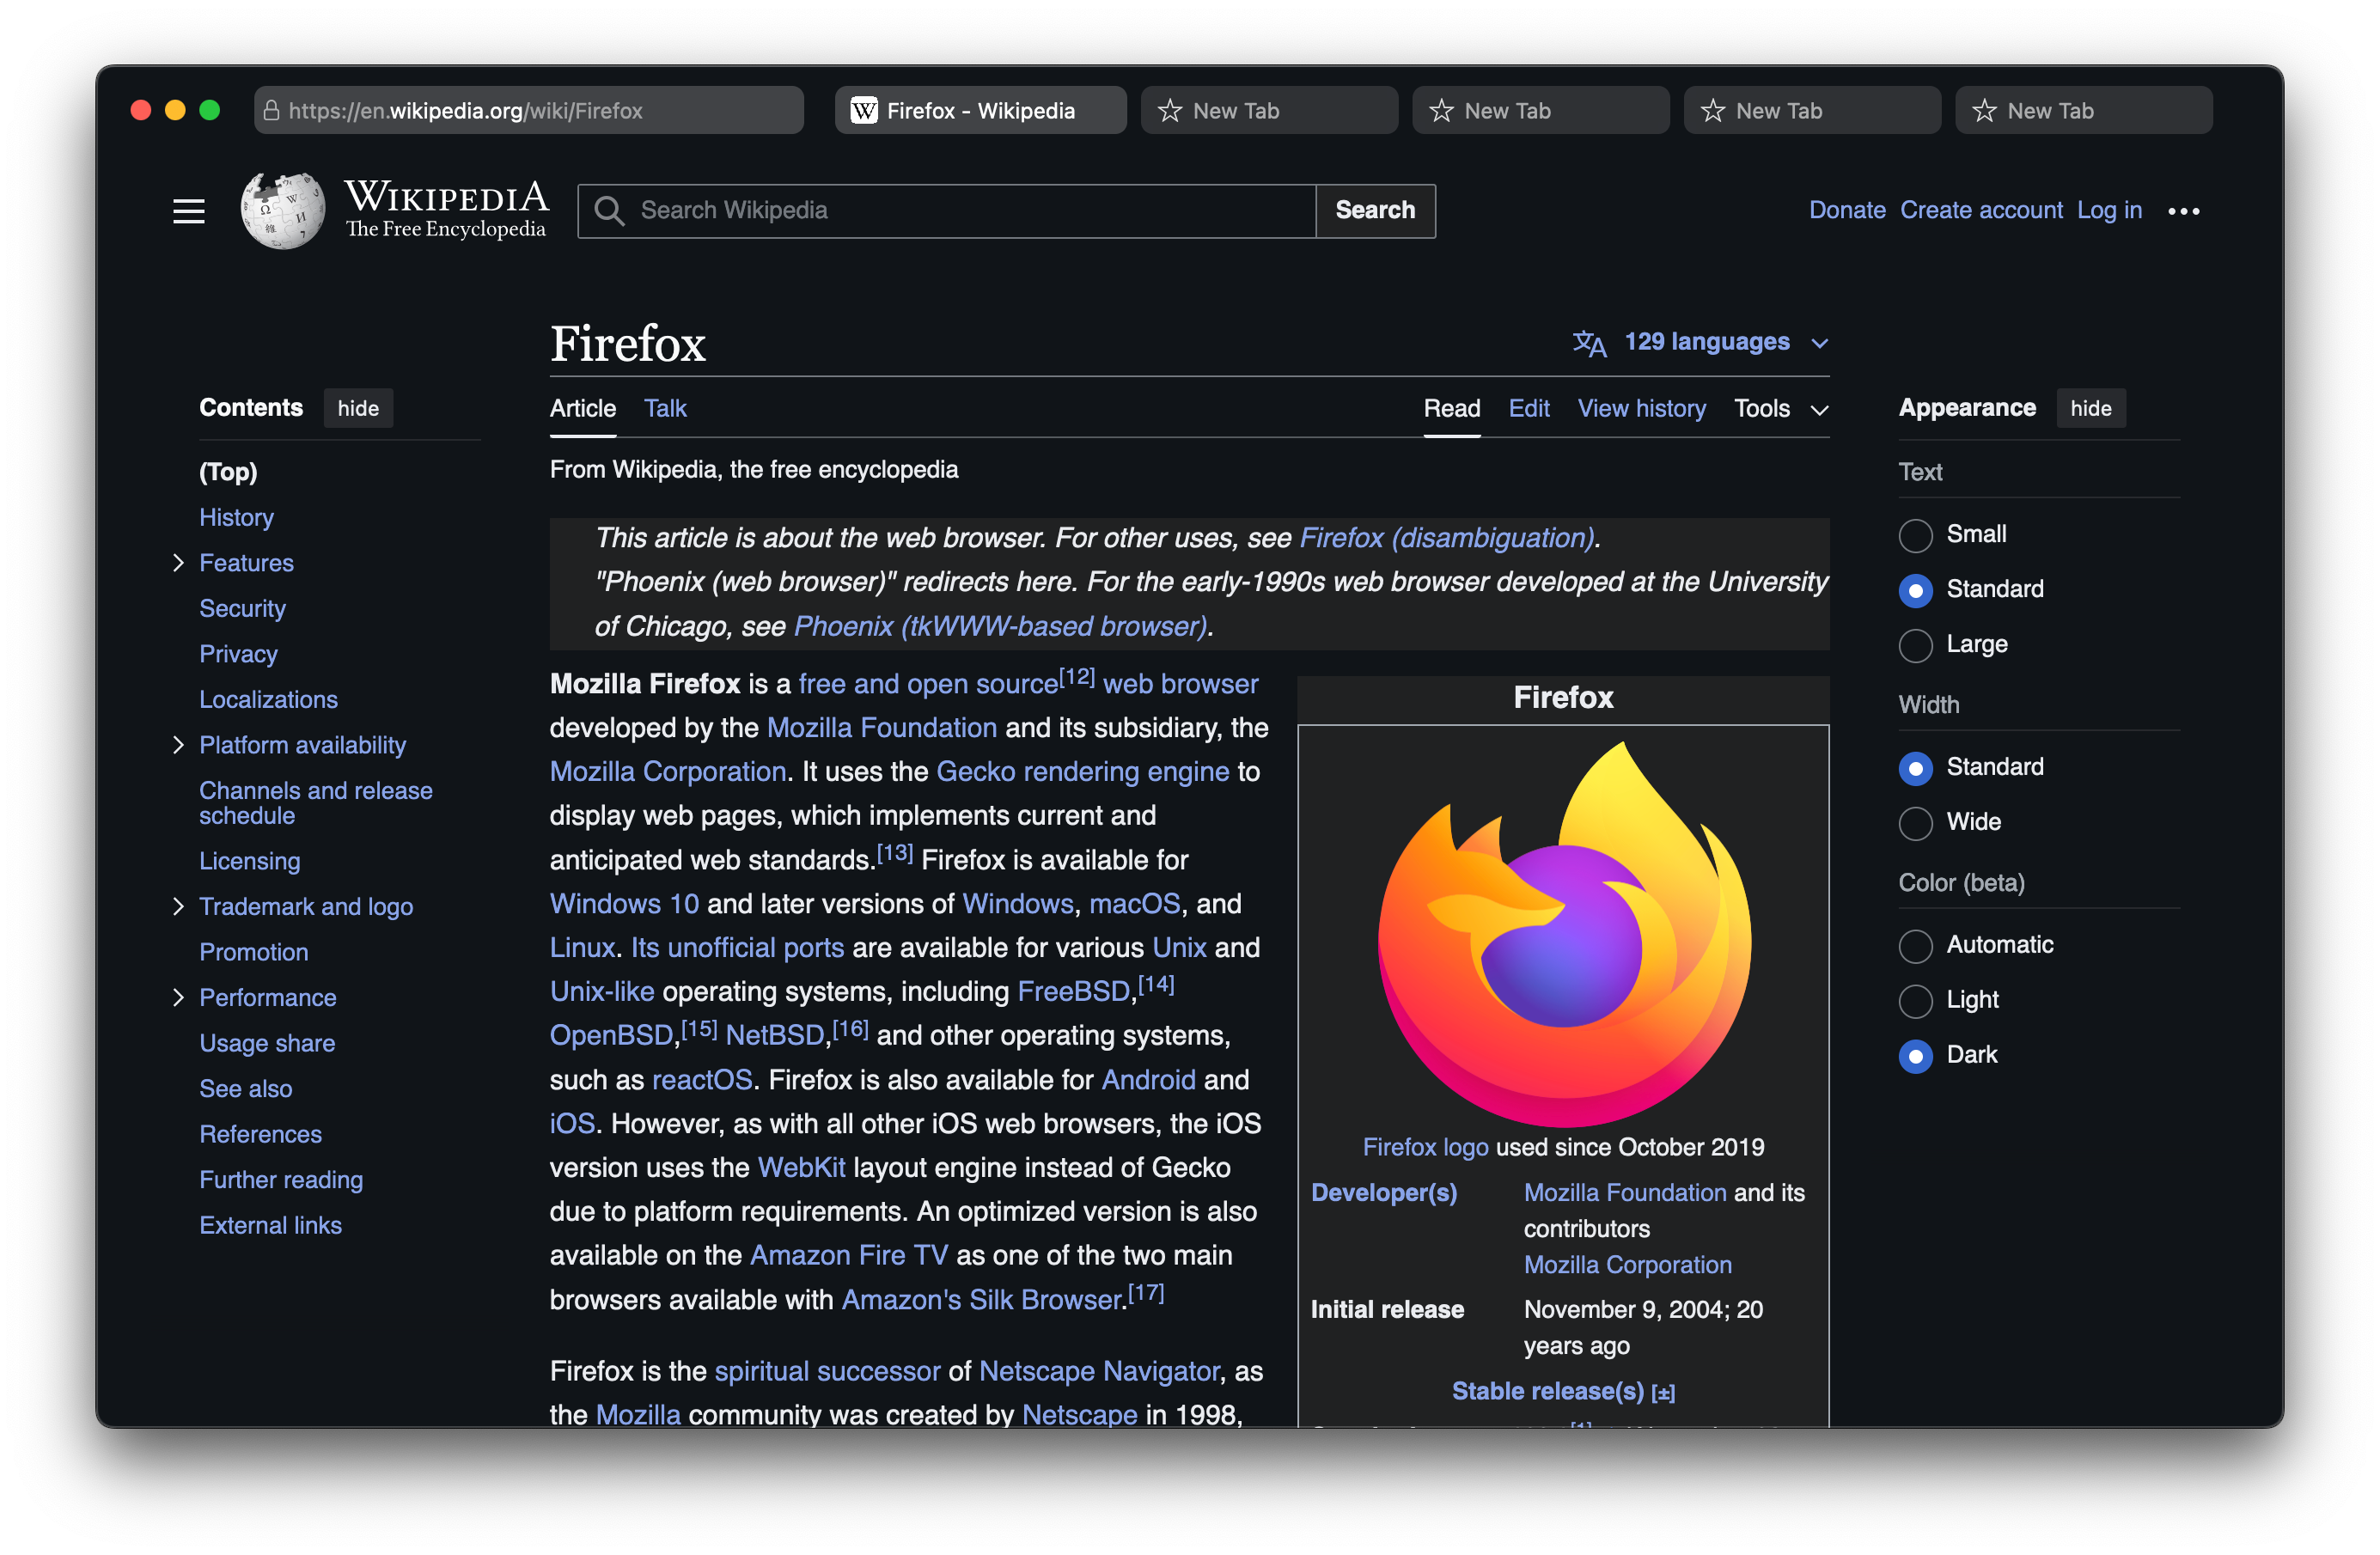 https://en.wikipedia.org/wiki/Firefox
Firefox - Wikipedia
New Tab
New Tab
New Tab
New Tab
WIKIPEDIA
The Free Encyclopedia
Search Wikipedia
Search
Donate Create account Log in
Firefox
129 languages
Contents hide
(Top)
History
Features
Security
Privacy
Localizations
Platform availability
Channels and release
schedule
Licensing
Trademark and logo
Promotion
Performance
Usage share
See also
References
Further reading
External links
Article Talk
Read Edit View history Tools
From Wikipedia, the free encyclopedia
This article is about the web browser. For other uses, see Firefox (disambiguation).
"Phoenix (web browser)" redirects here. For the early-1990s web browser developed at the University
of Chicago, see Phoenix (tkWWW-based browser).
Mozilla Firefox is a free and open source[12] web browser
developed by the Mozilla Foundation and its subsidiary, the
Mozilla Corporation. It uses the Gecko rendering engine to
display web pages, which implements current and
anticipated web standards.[13] Firefox is available for
Windows 10 and later versions of Windows, macOS, and
Linux. Its unofficial ports are available for various Unix and
Unix-like operating systems, including FreeBSD,[14]
OpenBSD,[15] NetBSD,[16] and other operating systems,
such as reactOS. Firefox is also available for Android and
iOS. However, as with all other iOS web browsers, the iOS
version uses the WebKit layout engine instead of Gecko
due to platform requirements. An optimized version is also
available on the Amazon Fire TV as one of the two main
browsers available with Amazon's Silk Browser.[17]
Firefox is the spiritual successor of Netscape Navigator, as
the Mozilla community was created by Netscape in 1998,
Firefox
Firefox logo used since October 2019
Developer(s) Mozilla Foundation and its
contributors
Mozilla Corporation
Initial release November 9, 2004; 20
years ago
Stable release(s) [±]
Appearance hide
Text
Small
Standard
Large
Width
Standard
Wide
Color (beta)
Automatic
Light
Dark